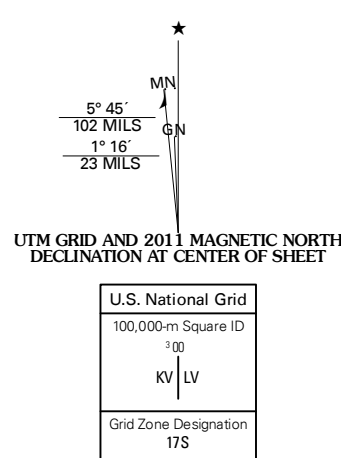 ★
MN
5° 45´
102 MILS
GN
1° 16´
23 MILS
UTM GRID AND 2011 MAGNETIC NORTH
DECLINATION AT CENTER OF SHEET
U.S. National Grid
100,000-m Square ID
³00
KV LV
Grid Zone Designation
17S